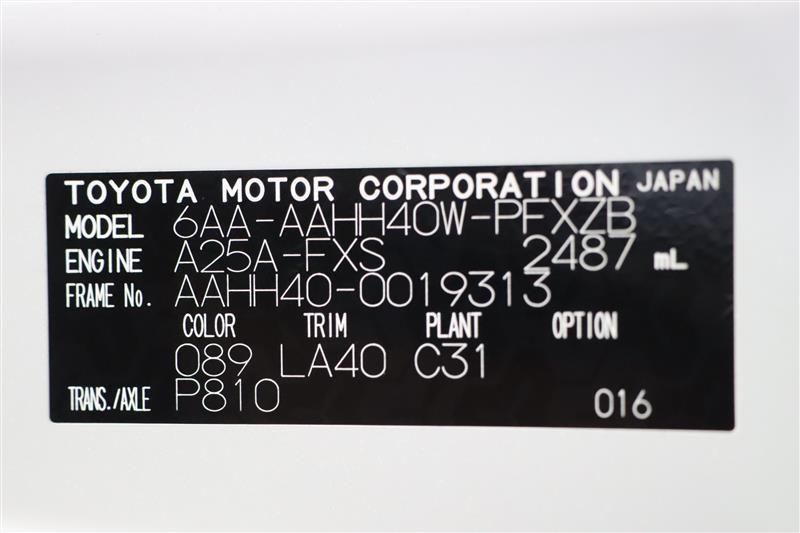 TOYOTA MOTOR CORPORATION JAPAN
MODEL 6AA-AAHH40W-PFXZB
ENGINE A25A-FXS 2487 mL
FRAME No. AAHH40-0019313
COLOR TRIM PLANT OPTION
089 LA40 C31
TRANS./AXLE P810 016